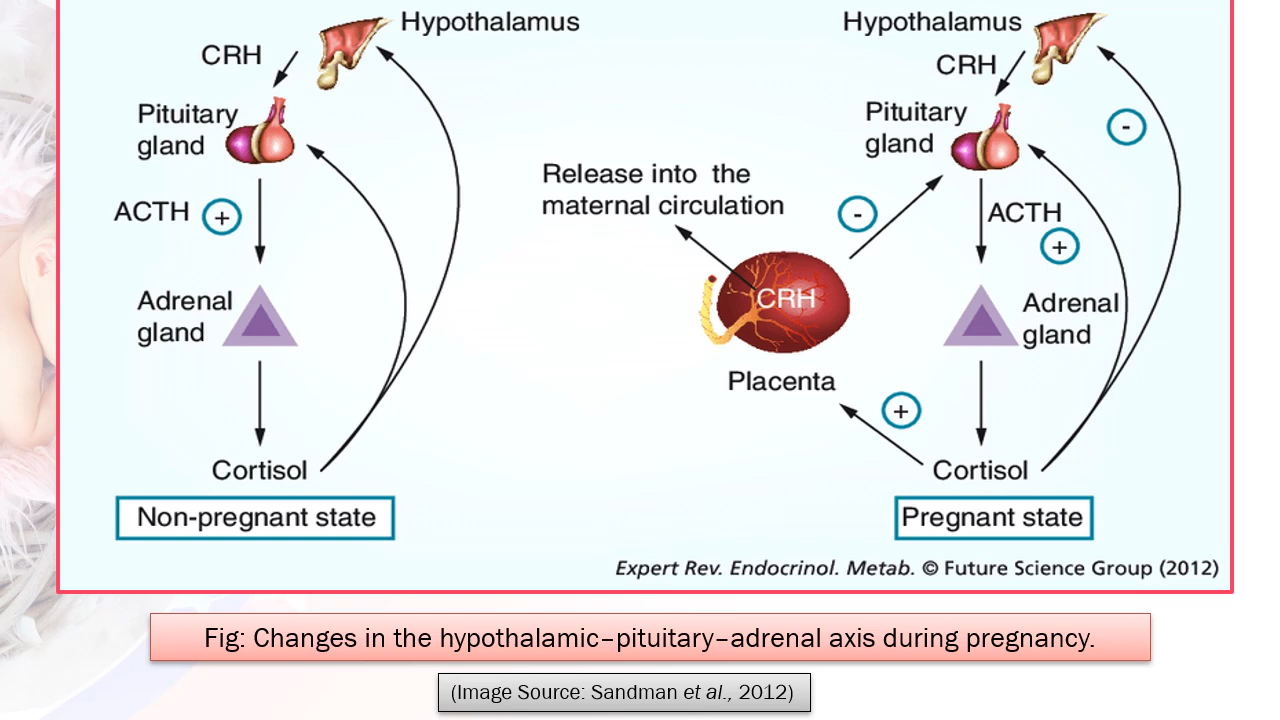 Hypothalamus
CRH
Pituitary
gland
ACTH +
Adrenal
gland
Cortisol
Non-pregnant state
Hypothalamus
CRH
Pituitary
gland
-
Release into the
maternal circulation
-
ACTH
+
CRH
Placenta
Adrenal
gland
+
Cortisol
Pregnant state
Expert Rev. Endocrinol. Metab. © Future Science Group (2012)
Fig: Changes in the hypothalamic–pituitary–adrenal axis during pregnancy.
(Image Source: Sandman et al., 2012)